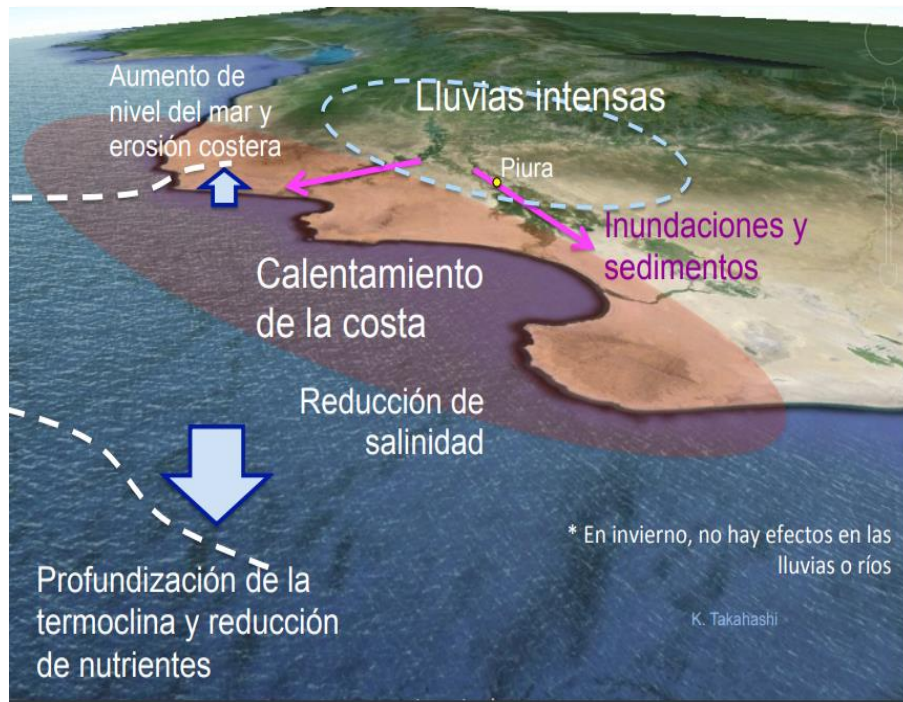 Aumento de
nivel del mar y
erosión costera
Lluvias intensas
Piura
Inundaciones y
sedimentos
Calentamiento
de la costa
Reducción de
salinidad
* En invierno, no hay efectos en las
lluvias o ríos
Profundización de la
termoclina y reducción
de nutrientes
K. Takahashi